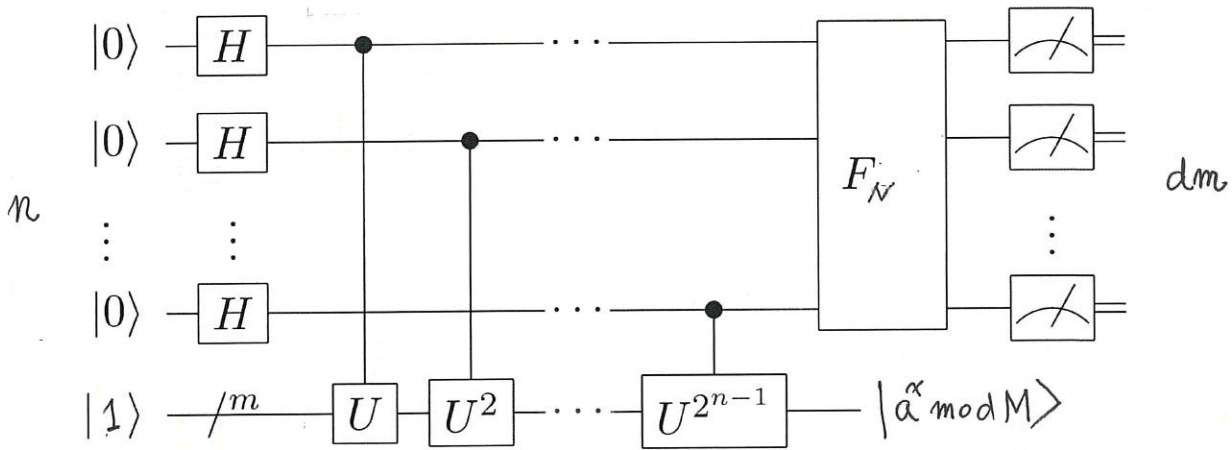 |0⟩ H
|0⟩ H ... 
n ⋮ ⋮ F_N dm
|0⟩ H ...
|1⟩ /^m U U^2 ... U^{2^{n-1}} |a^x mod M⟩